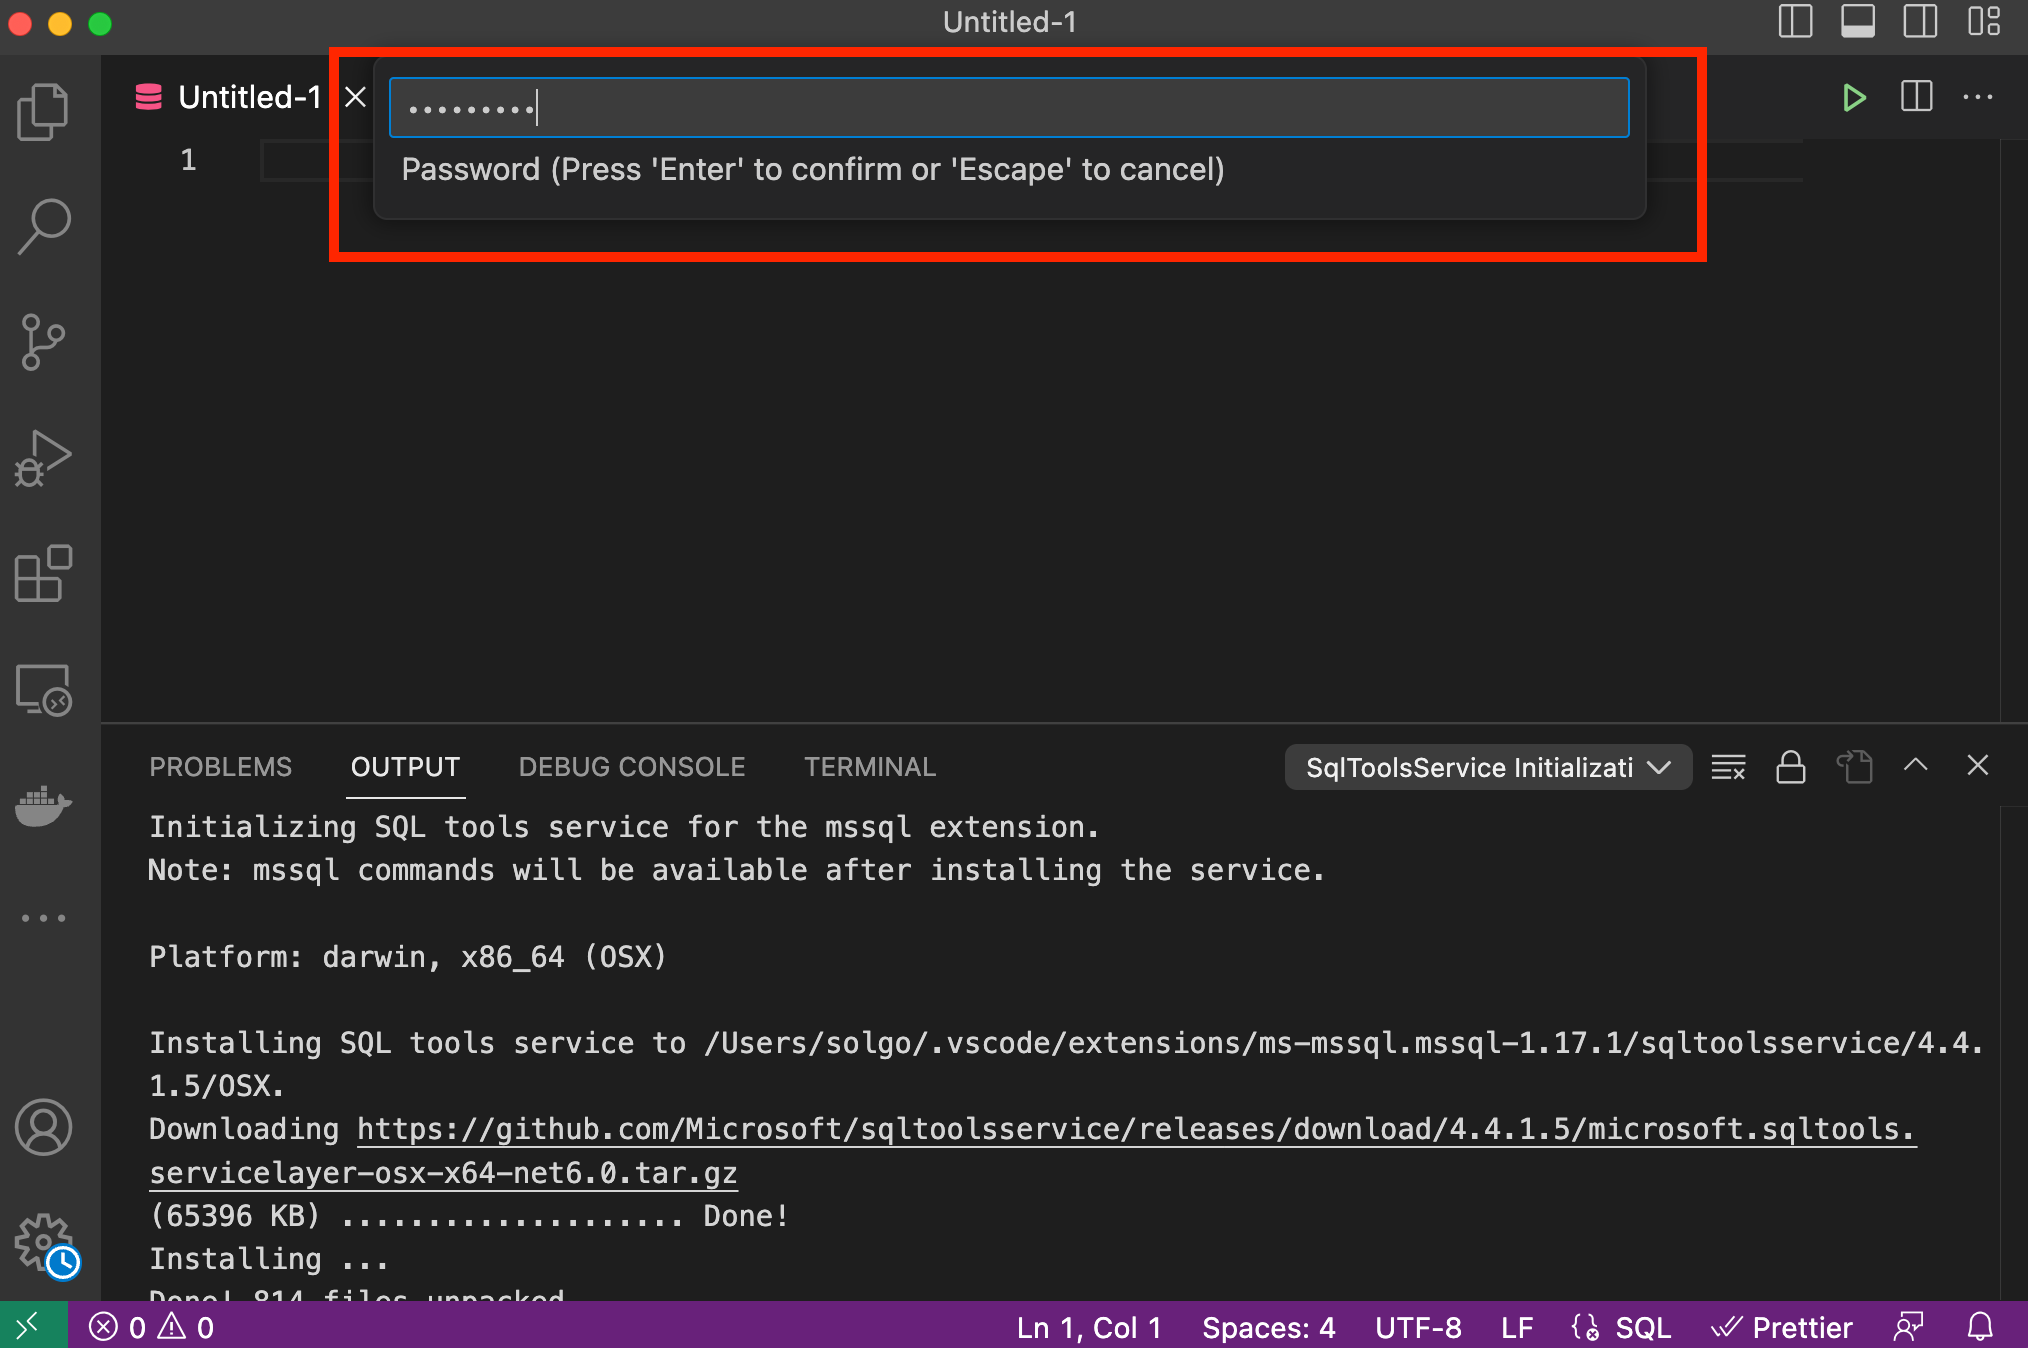 Untitled-1
Untitled-1
•••••••••
Password (Press 'Enter' to confirm or 'Escape' to cancel)
1
PROBLEMS OUTPUT DEBUG CONSOLE TERMINAL SqlToolsService Initializati
Initializing SQL tools service for the mssql extension.
Note: mssql commands will be available after installing the service.
Platform: darwin, x86_64 (OSX)
Installing SQL tools service to /Users/solgo/.vscode/extensions/ms-mssql.mssql-1.17.1/sqltoolsservice/4.4.
1.5/OSX.
Downloading https://github.com/Microsoft/sqltoolsservice/releases/download/4.4.1.5/microsoft.sqltools.
servicelayer-osx-x64-net6.0.tar.gz
(65396 KB) .................... Done!
Installing ...
Done! 814 files unpacked
0 0 Ln 1, Col 1 Spaces: 4 UTF-8 LF SQL Prettier